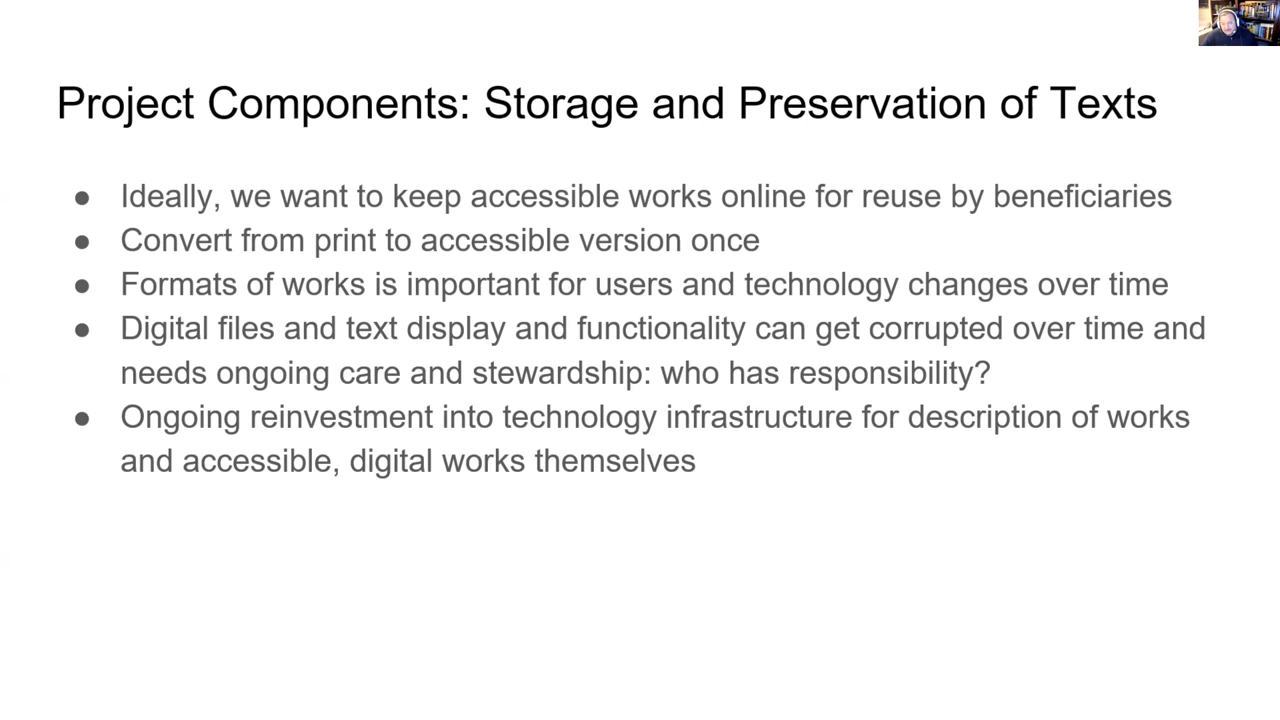 Project Components: Storage and Preservation of Texts
● Ideally, we want to keep accessible works online for reuse by beneficiaries
● Convert from print to accessible version once
● Formats of works is important for users and technology changes over time
● Digital files and text display and functionality can get corrupted over time and
needs ongoing care and stewardship: who has responsibility?
● Ongoing reinvestment into technology infrastructure for description of works
and accessible, digital works themselves